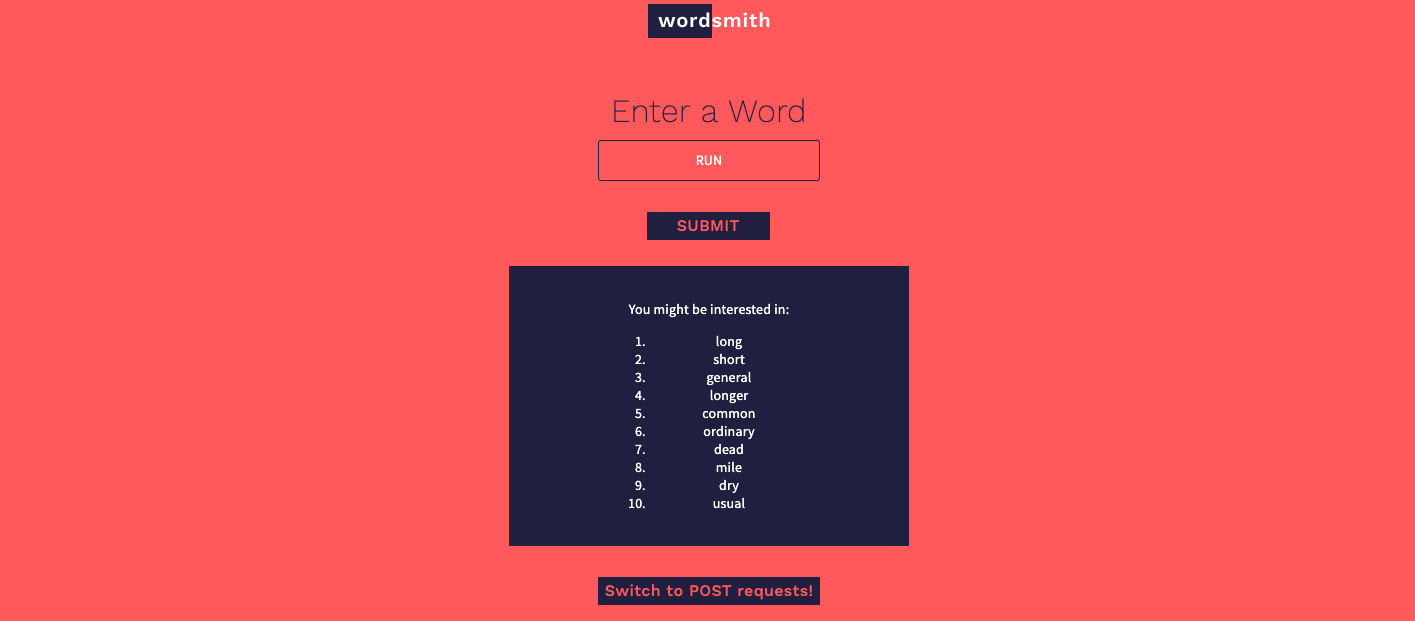 wordsmith
Enter a Word
RUN
SUBMIT
You might be interested in:
1. long
2. short
3. general
4. longer
5. common
6. ordinary
7. dead
8. mile
9. dry
10. usual
Switch to POST requests!